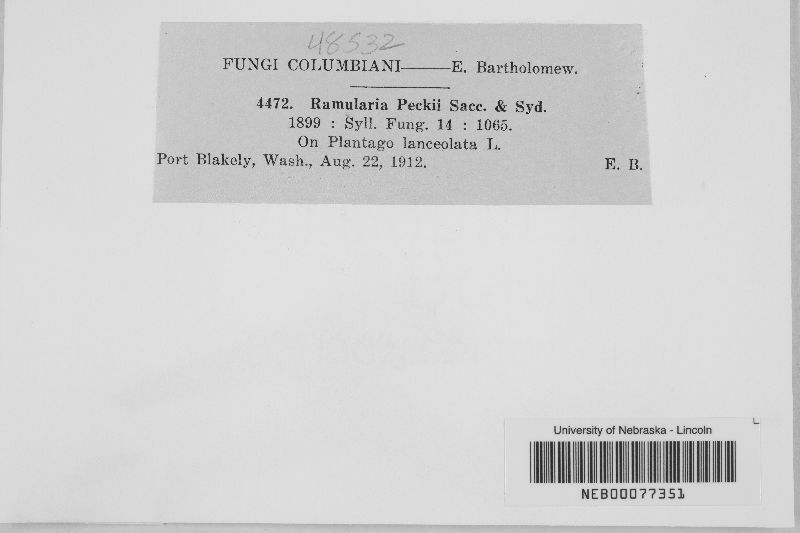 48532
FUNGI COLUMBIANI——E. Bartholomew.
4472. Ramularia Peckii Sacc. & Syd.
1899 : Syll. Fung. 14 : 1065.
On Plantago lanceolata L.
Port Blakely, Wash., Aug. 22, 1912. E. B.
University of Nebraska - Lincoln
NEB00077351